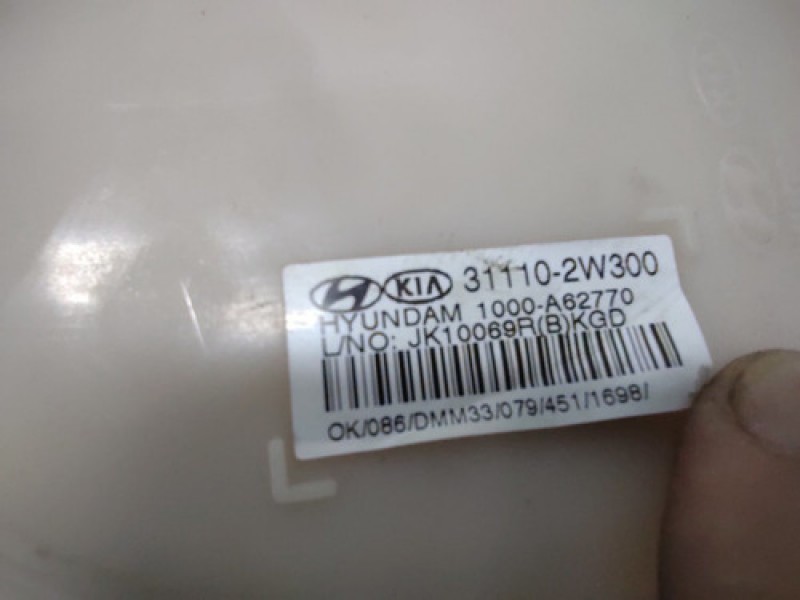 KIA 31110-2W300
HYUNDAM 1000-A62770
L/NO: JK10069R(B)KGD
OK/086/DMM33/079/451/1698/